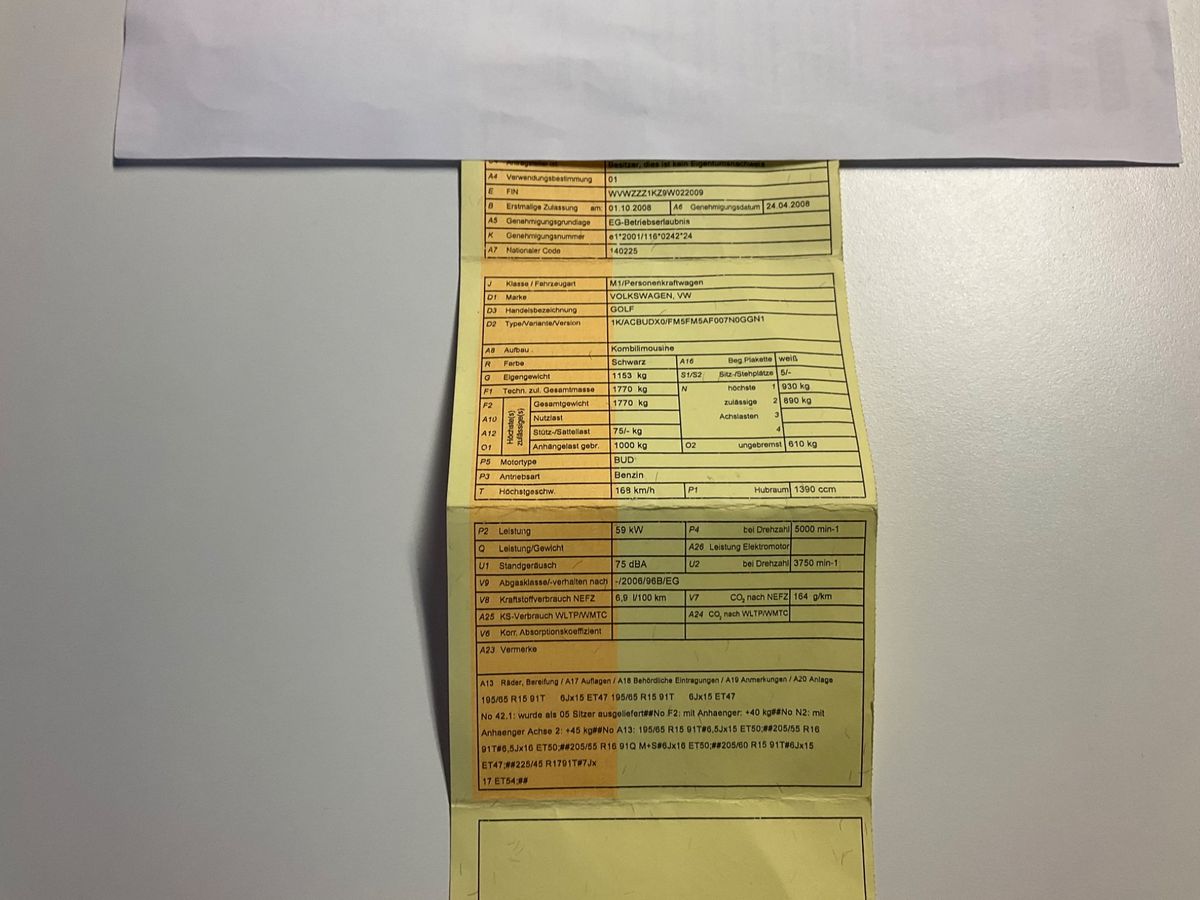 Besitzer, dies ist kein Eigentumsnachweis
A4 Verwendungsbestimmung 01
E FIN WVWZZZ1KZ9W022009
B Erstmalige Zulassung am: 01.10.2008 A6 Genehmigungsdatum 24.04.2008
A5 Genehmigungsgrundlage EG-Betriebserlaubnis
K Genehmigungsnummer e1*2001/116*0242*24
A7 Nationaler Code 140225
J Klasse / Fahrzeugart M1/Personenkraftwagen
D1 Marke VOLKSWAGEN, VW
D3 Handelsbezeichnung GOLF
D2 Type/Variante/Version 1K/ACBUDX0/FM5FM5AF007N0GGN1
A8 Aufbau Kombilimousine
R Farbe Schwarz A16 Beg.Plakette weiß
G Eigengewicht 1153 kg S1/S2 Sitz-/Stehplätze 5/-
F1 Techn. zul. Gesamtmasse 1770 kg N höchste 1 930 kg
F2 Höchste(s) zulässige(s) Gesamtgewicht 1770 kg zulässige 2 890 kg
A10 Nutzlast Achslasten 3
A12 Stütz-/Sattellast 75/- kg 4
O1 Anhängelast gebr. 1000 kg O2 ungebremst 610 kg
P5 Motortype BUD
P3 Antriebsart Benzin
T Höchstgeschw. 168 km/h P1 Hubraum 1390 ccm
P2 Leistung 59 kW P4 bei Drehzahl 5000 min-1
Q Leistung/Gewicht A26 Leistung Elektromotor
U1 Standgeräusch 75 dBA U2 bei Drehzahl 3750 min-1
V9 Abgasklasse/-verhalten nach -/2006/96B/EG
V8 Kraftstoffverbrauch NEFZ 6,9 l/100 km V7 CO₂ nach NEFZ 164 g/km
A25 KS-Verbrauch WLTP/WMTC A24 CO₂ nach WLTP/WMTC
V6 Korr. Absorptionskoeffizient
A23 Vermerke
A13 Räder, Bereifung / A17 Auflagen / A18 Behördliche Eintragungen / A19 Anmerkungen / A20 Anlage
195/65 R15 91T 6Jx15 ET47 195/65 R15 91T 6Jx15 ET47
No 42.1: wurde als 05 Sitzer ausgeliefert##No F2: mit Anhaenger: +40 kg##No N2: mit
Anhaenger Achse 2: +45 kg##No A13: 195/65 R15 91T#6,5Jx15 ET50;##205/55 R16
91T#6,5Jx16 ET50;##205/55 R16 91Q M+S#6Jx16 ET50;##205/60 R15 91T#6Jx15
ET47;##225/45 R1791T#7Jx
17 ET54;##